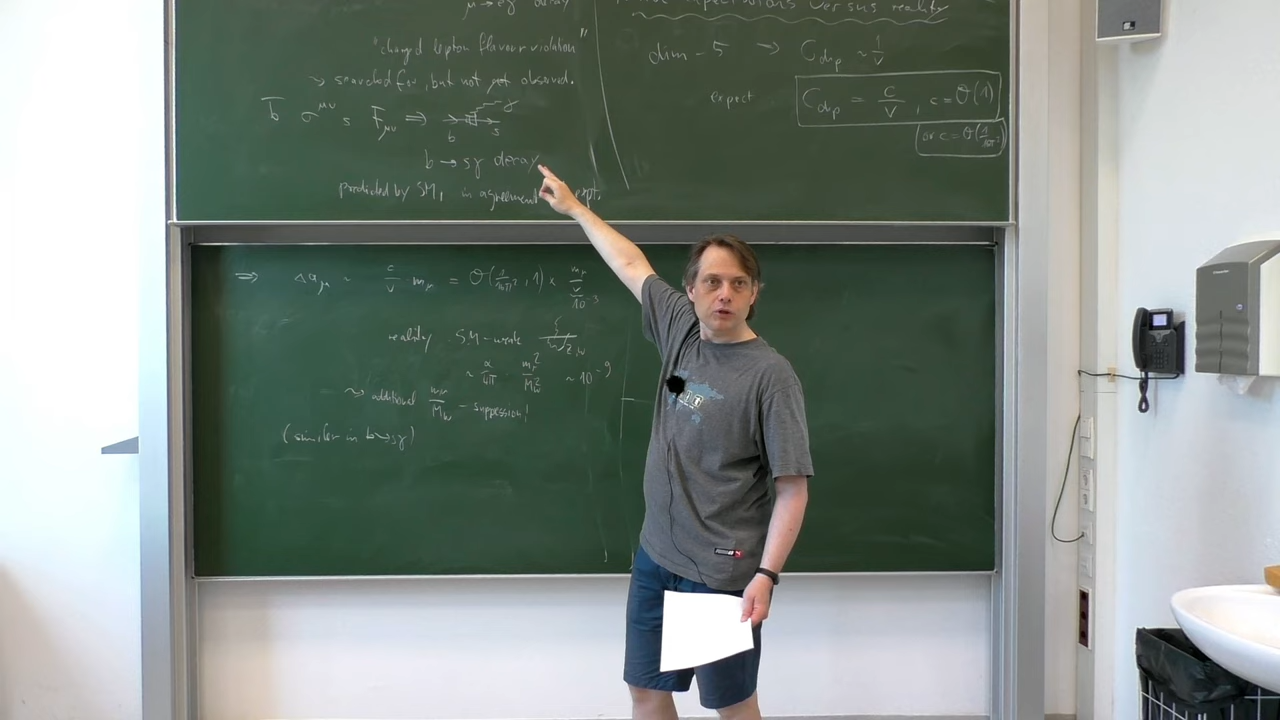 μ → eγ decay
"charged lepton flavour violation"
⇝ searched for, but not yet observed.
b̄ σ^μν s F_μν ⇒ b s γ
b → sγ decay
predicted by SM, in agreement expt.
expectations versus reality
dim-5 ⇝ C_dip ~ 1/v
expect C_dip = c/v , c = O(1)
or c = O(1/16π²)
⇒ Δa_μ ~ c/v · m_μ = O(1/16π², 1) × m_μ/v
10^-3
reality SM-weak Z,W
~ α/4π m_μ²/M_W² ~ 10^-9
⇝ additional m_μ/M_W - suppression!
(similar in b→sγ)